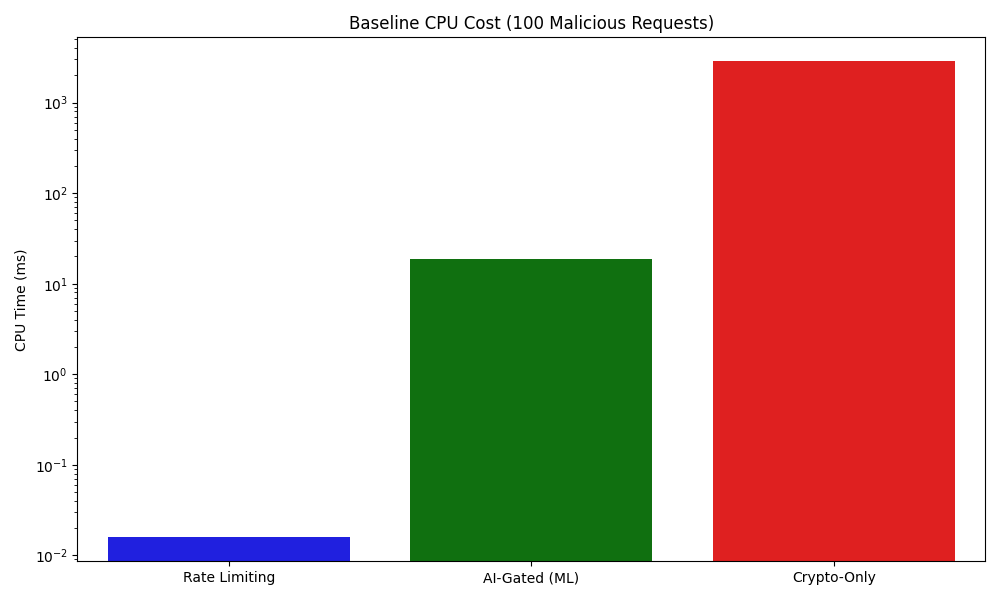 Baseline CPU Cost (100 Malicious Requests)
CPU Time (ms)
10³
10²
10¹
10⁰
10⁻¹
10⁻²
Rate Limiting
AI-Gated (ML)
Crypto-Only